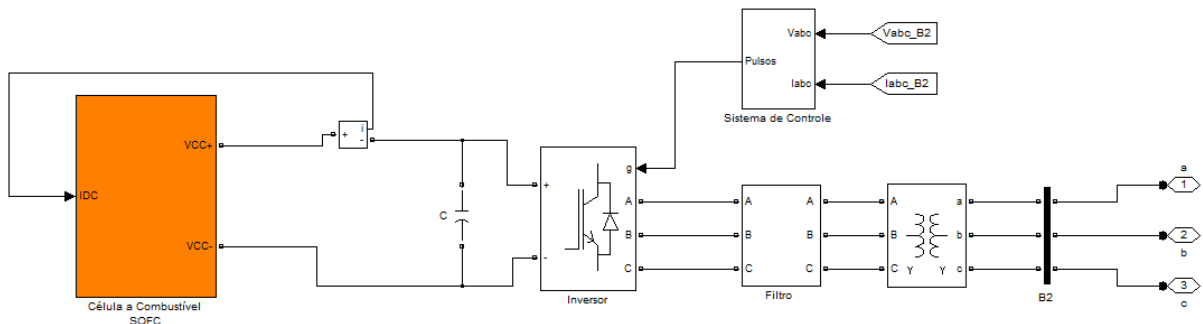 Vabc
Vabc_B2
Pulsos
Iabc
Iabc_B2
Sistema de Controle
i
+
-
VCC+
IDC
VCC-
Célula a Combustível
SOFC
C
g
+
-
A
B
C
Inversor
A
B
C
A
B
C
Filtro
A
B
C
a
b
c
Y
Y
B2
a
1
2
b
3
c